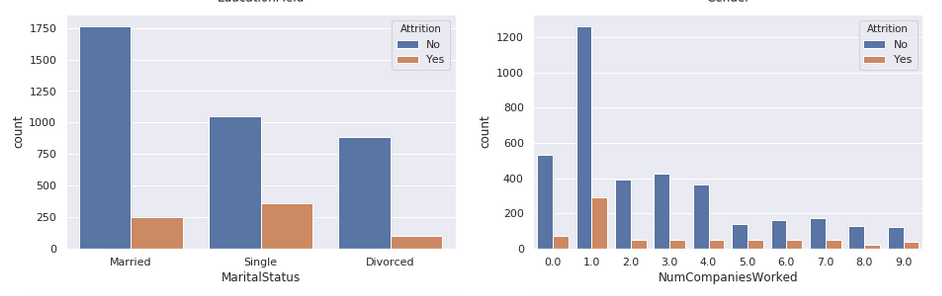 EducationField
Gender
Attrition
No
Yes
1750
1500
1250
1000
750
500
250
0
count
Married
Single
Divorced
MaritalStatus
Attrition
No
Yes
1200
1000
800
600
400
200
0
count
0.0
1.0
2.0
3.0
4.0
5.0
6.0
7.0
8.0
9.0
NumCompaniesWorked